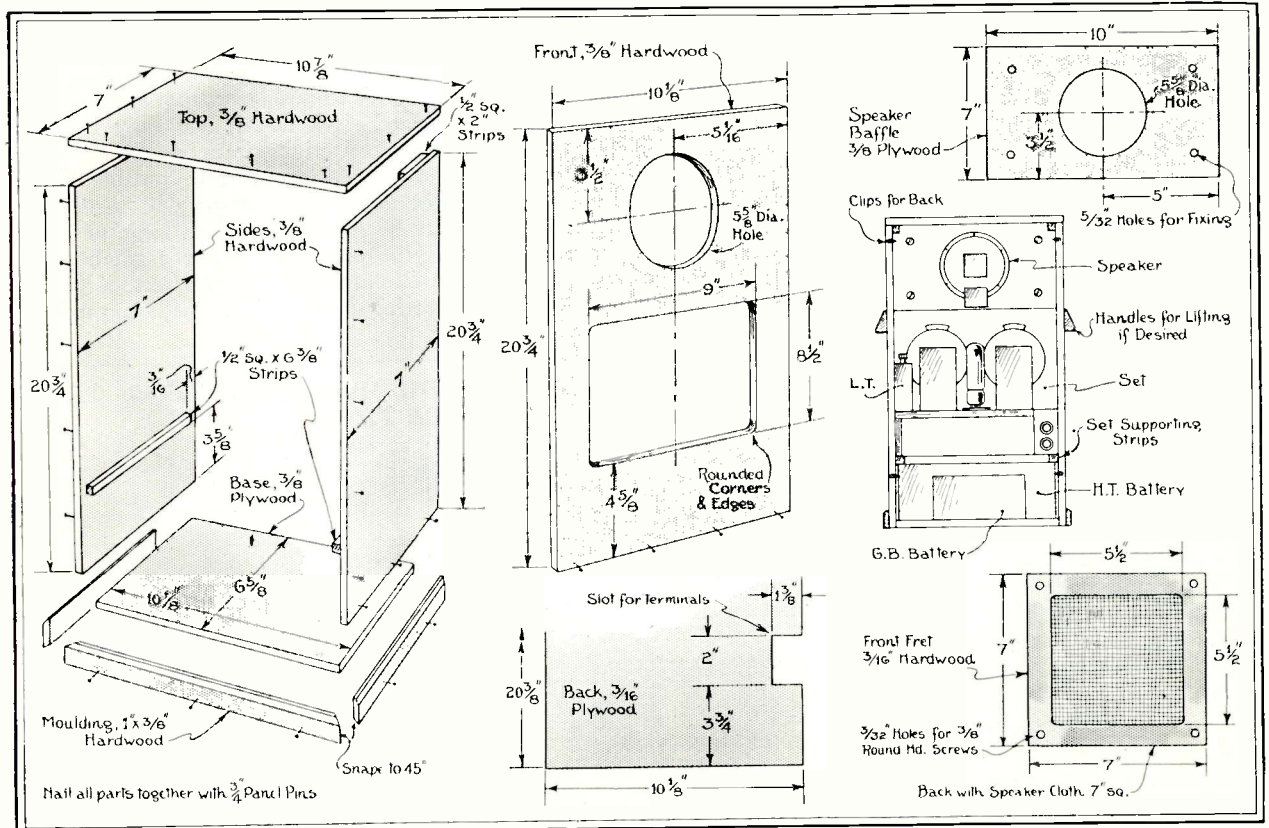 10 7/8"
7"
Top, 3/8" Hardwood
1/2" Sq.
x 2"
Strips
Sides, 3/8"
Hardwood
7"
20 3/4"
1/2" Sq. x 6 3/8"
Strips
3/16"
3 5/8"
7"
20 3/4"
Base, 3/8"
Plywood
10 1/8"
6 5/8"
Moulding, 1" x 3/8"
Hardwood
Snape to 45°
Nail all parts together with 3/4" Panel Pins
Front, 3/8" Hardwood
10 1/8"
5 1/16"
3 1/2"
5 5/8" Dia.
Hole
9"
20 3/4"
8 1/2"
4 5/8"
Rounded
Corners
& Edges
Slot for Terminals
1 3/8"
2"
20 3/8"
Back, 3/16"
Plywood
3 3/4"
10 1/8"
10"
7"
5 5/8" Dia.
Hole
Speaker
Baffle
3/8 Plywood
3 1/2"
5"
5/32" Holes for Fixing
Clips for Back
Speaker
Handles for Lifting
if Desired
L.T.
Set
Set Supporting
Strips
H.T. Battery
G.B. Battery
5 1/2"
7"
5 1/2"
Front Fret
3/16" Hardwood
3/32" Holes for 3/8"
Round Hd. Screws
7"
Back with Speaker Cloth 7" sq.